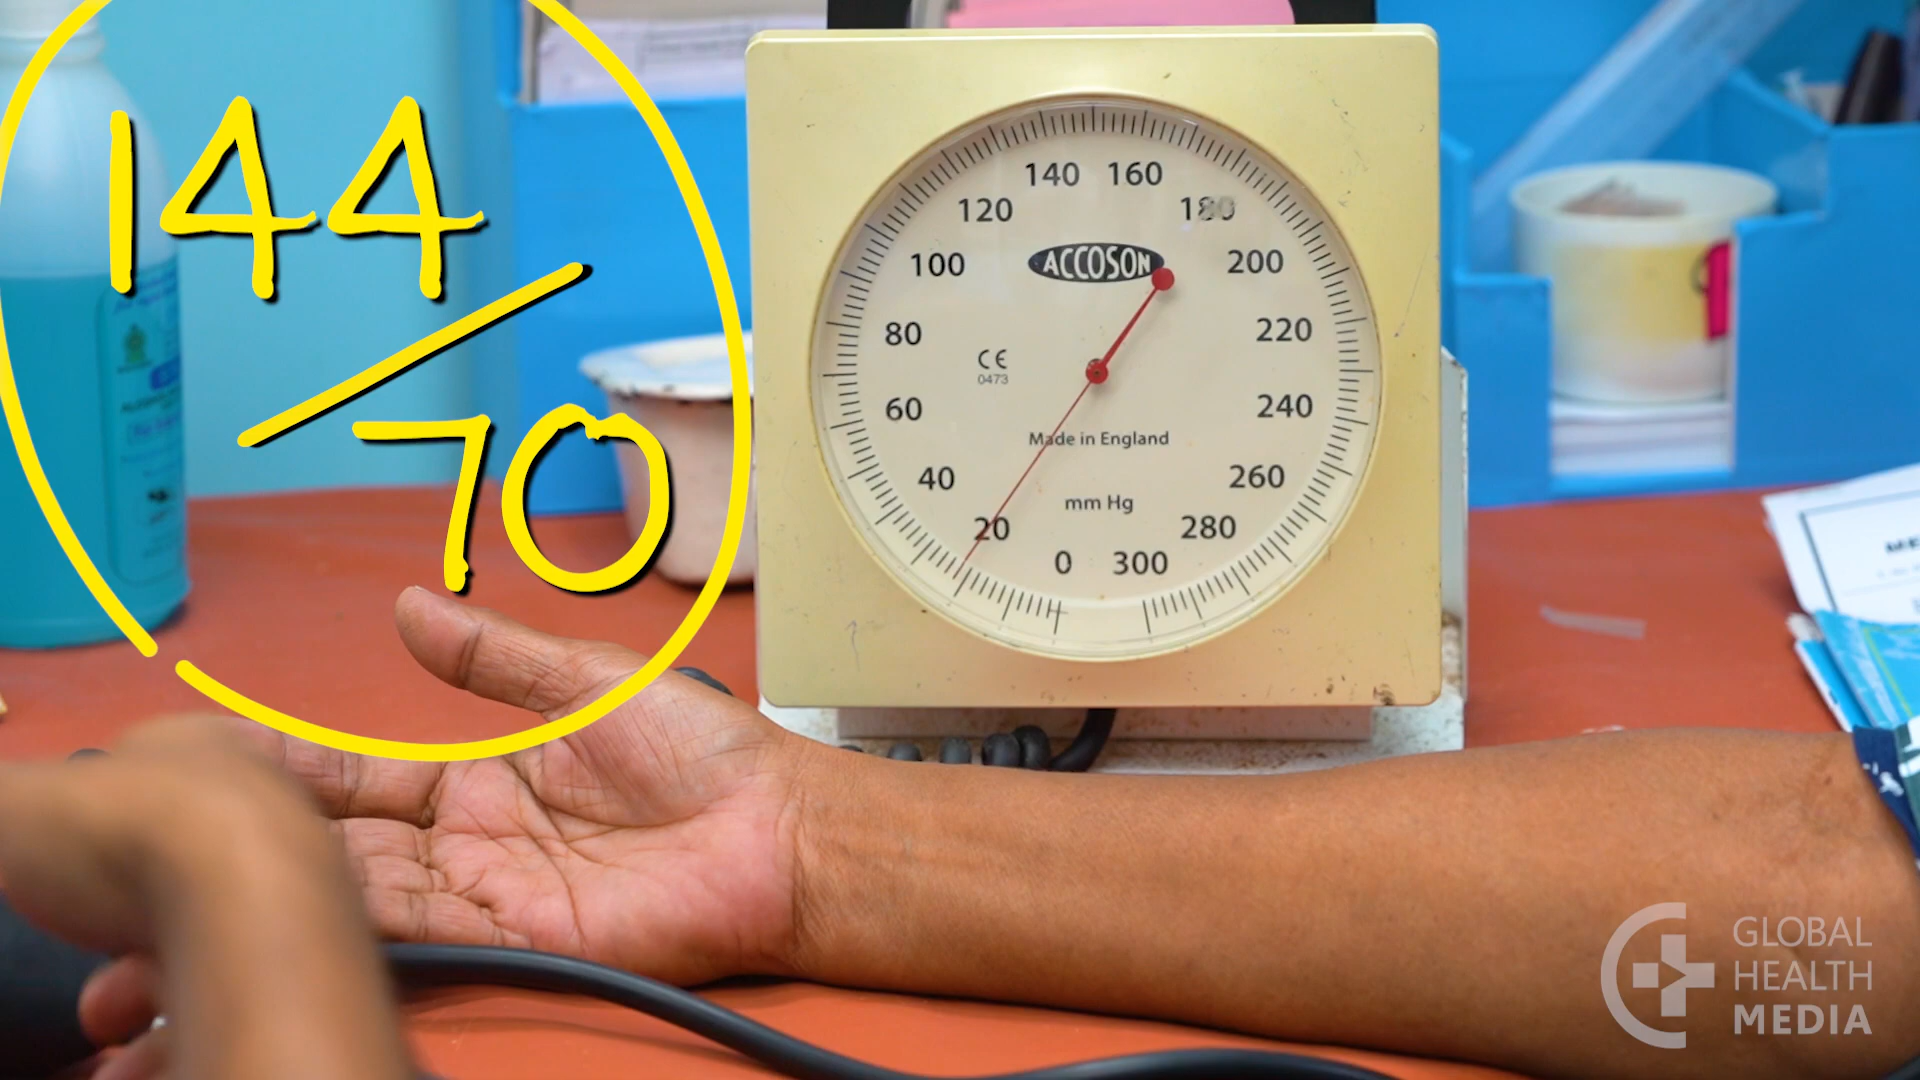 144
/
70
140 160
120 180
100 ACCOSON 200
80 220
CE
0473
60 240
Made in England
40 260
mm Hg
20 280
0 300
ME
GLOBAL
HEALTH
MEDIA